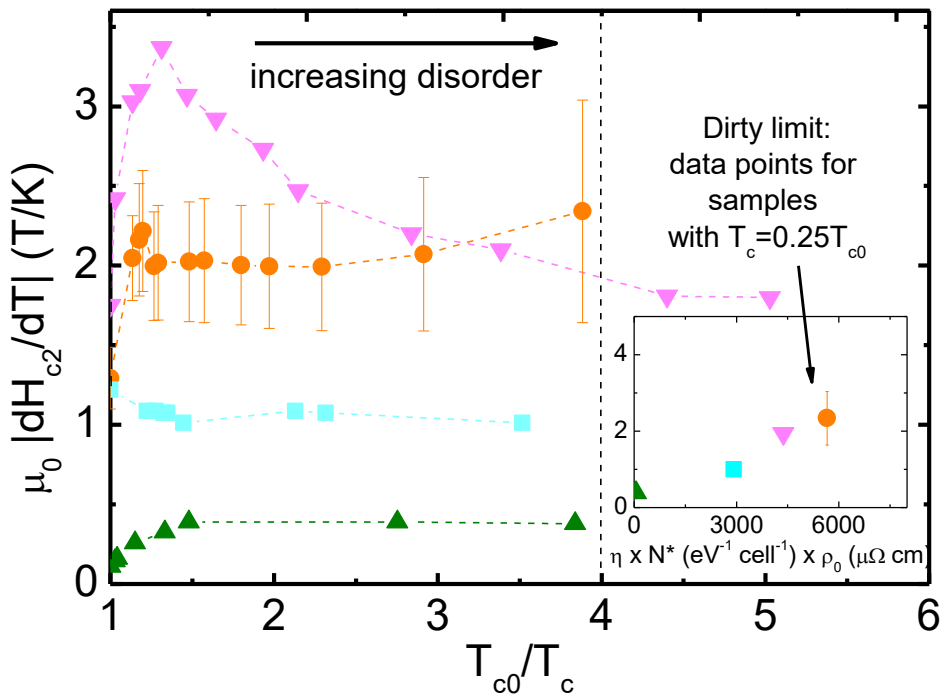 μ₀ |dH_c2/dT| (T/K)
3
2
1
0
increasing disorder
Dirty limit:
data points for
samples
with T_c=0.25T_c0
4
2
0
0 3000 6000
η x N* (eV⁻¹ cell⁻¹) x ρ₀ (μΩ cm)
1 2 3 4 5 6
T_c0/T_c